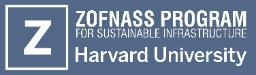 Z
ZOFNASS PROGRAM
FOR SUSTAINABLE INFRASTRUCTURE
Harvard University